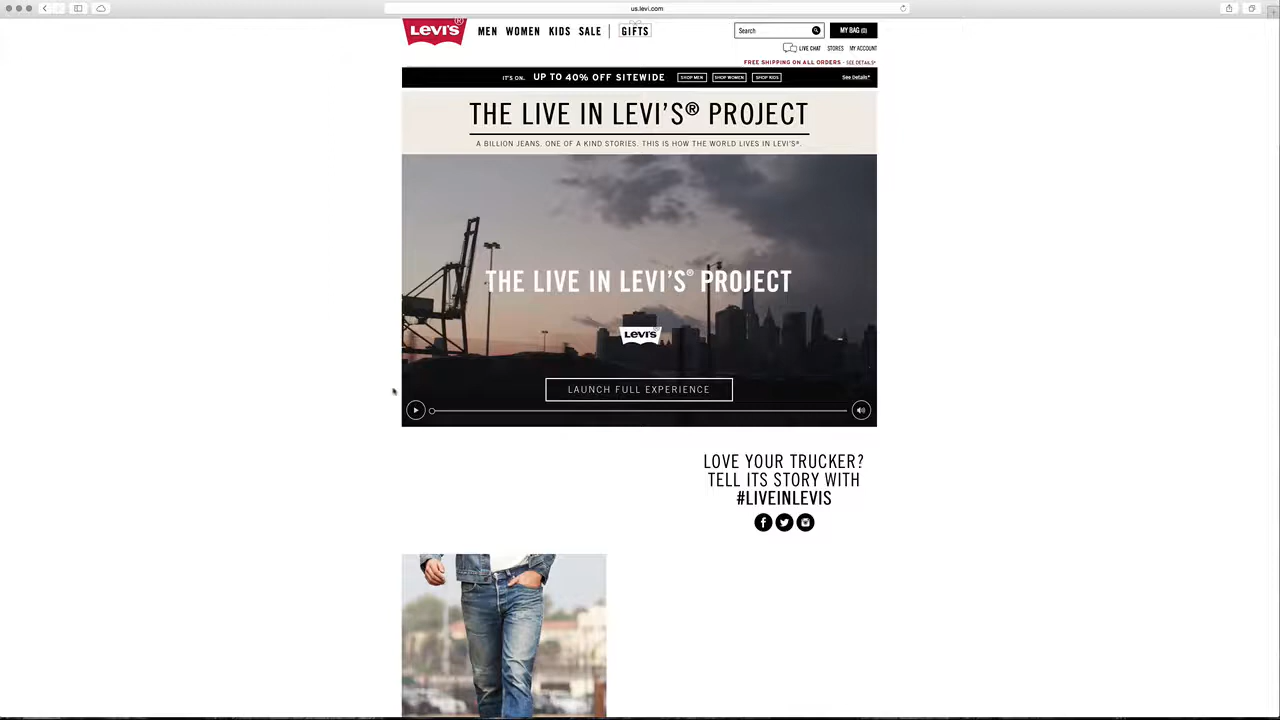 us.levi.com
LEVI'S®
MEN WOMEN KIDS SALE GIFTS
Search
MY BAG (0)
LIVE CHAT STORES MY ACCOUNT
FREE SHIPPING ON ALL ORDERS - SEE DETAILS*
IT'S ON. UP TO 40% OFF SITEWIDE SHOP MEN SHOP WOMEN SHOP KIDS See Details*
THE LIVE IN LEVI'S® PROJECT
A BILLION JEANS. ONE OF A KIND STORIES. THIS IS HOW THE WORLD LIVES IN LEVI'S®.
THE LIVE IN LEVI'S® PROJECT
LEVI'S
LAUNCH FULL EXPERIENCE
LOVE YOUR TRUCKER?
TELL ITS STORY WITH
#LIVEINLEVIS